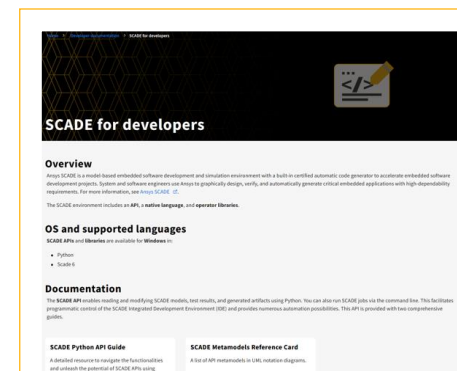 Home > Developer documentation > SCADE for developers
</>
SCADE for developers
Overview
Ansys SCADE is a model-based embedded software development and simulation environment with a built-in certified automatic code generator to accelerate embedded software
development projects. System and software engineers use Ansys to graphically design, verify, and automatically generate critical embedded applications with high-dependability
requirements. For more information, see Ansys SCADE.
The SCADE environment includes an API, a native language, and operator libraries.
OS and supported languages
SCADE APIs and libraries are available for Windows in:
• Python
• Scade 6
Documentation
The SCADE API enables reading and modifying SCADE models, test results, and generated artifacts using Python. You can also run SCADE jobs via the command line. This facilitates
programmatic control of the SCADE Integrated Development Environment (IDE) and provides numerous automation possibilities. This API is provided with two comprehensive
guides.
SCADE Python API Guide
A detailed resource to navigate the functionalities
and unleash the potential of SCADE APIs using
SCADE Metamodels Reference Card
A list of API metamodels in UML notation diagrams.